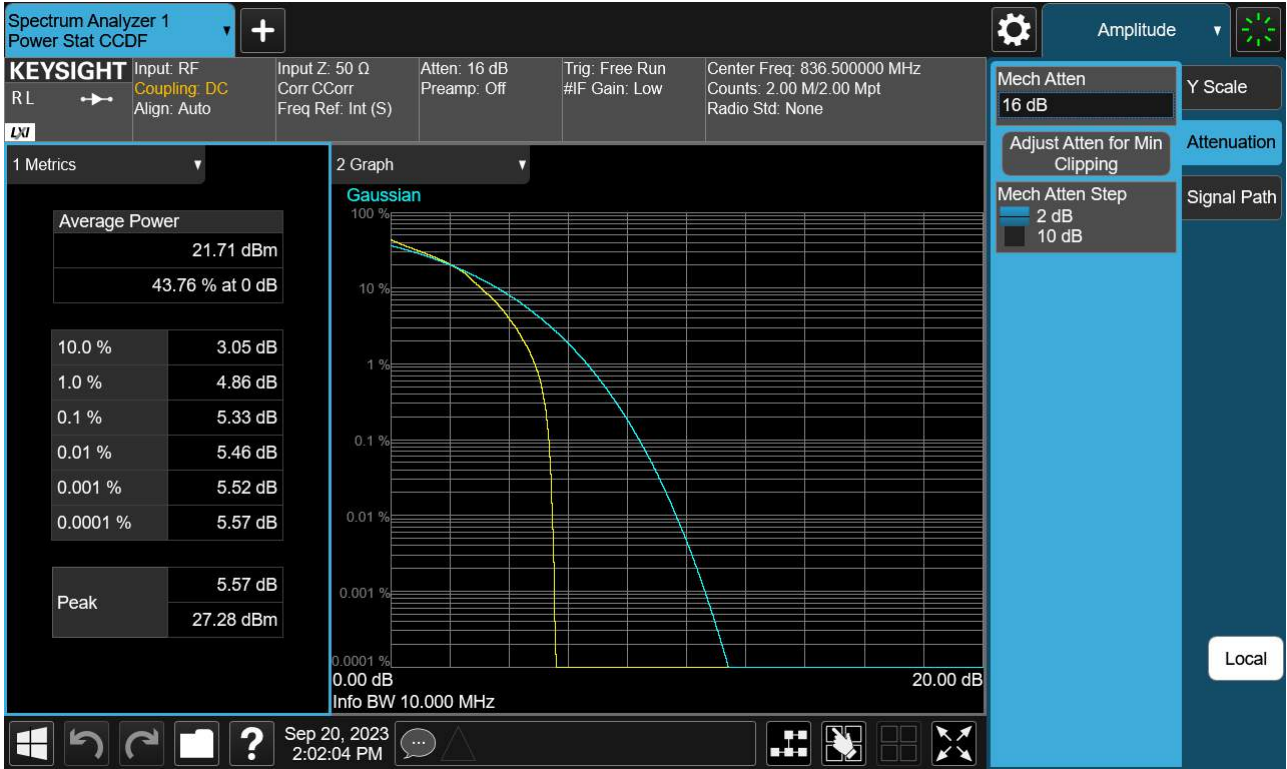 Spectrum Analyzer 1
Power Stat CCDF
+
Amplitude
KEYSIGHT
RL
LXI
Input: RF
Coupling: DC
Align: Auto
Input Z: 50 Ω
Corr CCorr
Freq Ref: Int (S)
Atten: 16 dB
Preamp: Off
Trig: Free Run
#IF Gain: Low
Center Freq: 836.500000 MHz
Counts: 2.00 M/2.00 Mpt
Radio Std: None
1 Metrics
Average Power
21.71 dBm
43.76 % at 0 dB
10.0 % 3.05 dB
1.0 % 4.86 dB
0.1 % 5.33 dB
0.01 % 5.46 dB
0.001 % 5.52 dB
0.0001 % 5.57 dB
Peak
5.57 dB
27.28 dBm
2 Graph
Gaussian
100 %
10 %
1 %
0.1 %
0.01 %
0.001 %
0.0001 %
0.00 dB 20.00 dB
Info BW 10.000 MHz
Mech Atten
16 dB
Adjust Atten for Min
Clipping
Mech Atten Step
2 dB
10 dB
Y Scale
Attenuation
Signal Path
Local
?
Sep 20, 2023
2:02:04 PM